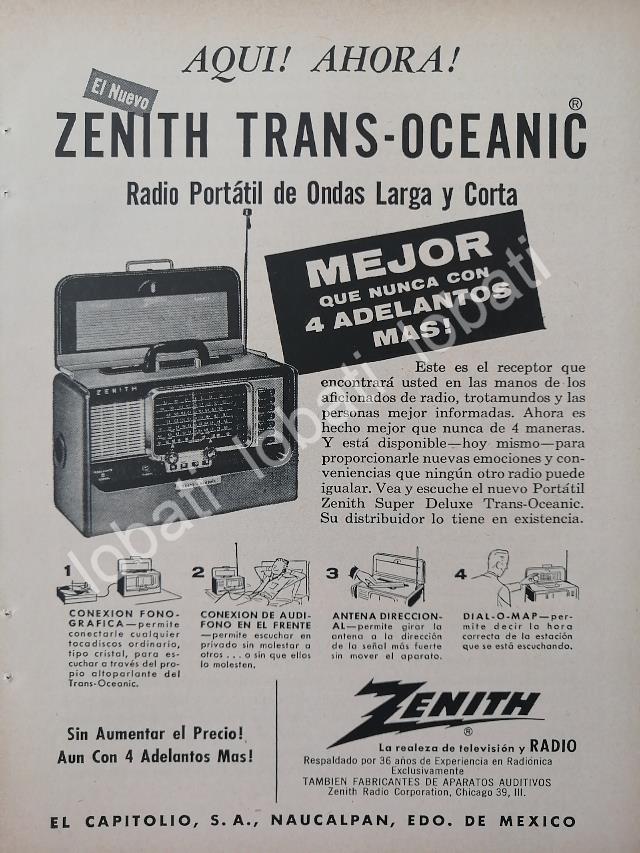 AQUI! AHORA!
El Nuevo
ZENITH TRANS-OCEANIC ®
Radio Portátil de Ondas Larga y Corta
MEJOR
QUE NUNCA CON
4 ADELANTOS
MAS!
ZENITH
Este es el receptor que
encontrará usted en las manos de los
aficionados de radio, trotamundos y las
personas mejor informadas. Ahora es
hecho mejor que nunca de 4 maneras.
Y está disponible—hoy mismo—para
proporcionarle nuevas emociones y con-
veniencias que ningún otro radio puede
igualar. Vea y escuche el nuevo Portátil
Zenith Super Deluxe Trans-Oceanic.
Su distribuidor lo tiene en existencia.
lobati lobati lobati lobati
1
CONEXION FONO-
GRAFICA—permite
conectarle cualquier
tocadiscos ordinario,
tipo cristal, para es-
cuchar a través del pro-
pio altoparlante del
Trans-Oceanic.
2
CONEXION DE AUDI-
FONO EN EL FRENTE
—permite escuchar en
privado sin molestar a
otros . . . o sin que ellos
lo molesten.
3
ANTENA DIRECCION-
AL—permite girar la
antena a la dirección
de la señal más fuerte
sin mover el aparato.
4
DIAL-O-MAP—per-
mite decir la hora
correcta de la estación
que se está escuchando.
Sin Aumentar el Precio!
Aun Con 4 Adelantos Mas!
ZENITH ®
La realeza de televisión y RADIO
Respaldado por 36 años de Experiencia en Radiónica
Exclusivamente
TAMBIEN FABRICANTES DE APARATOS AUDITIVOS
Zenith Radio Corporation, Chicago 39, Ill.
EL CAPITOLIO, S. A., NAUCALPAN, EDO. DE MEXICO